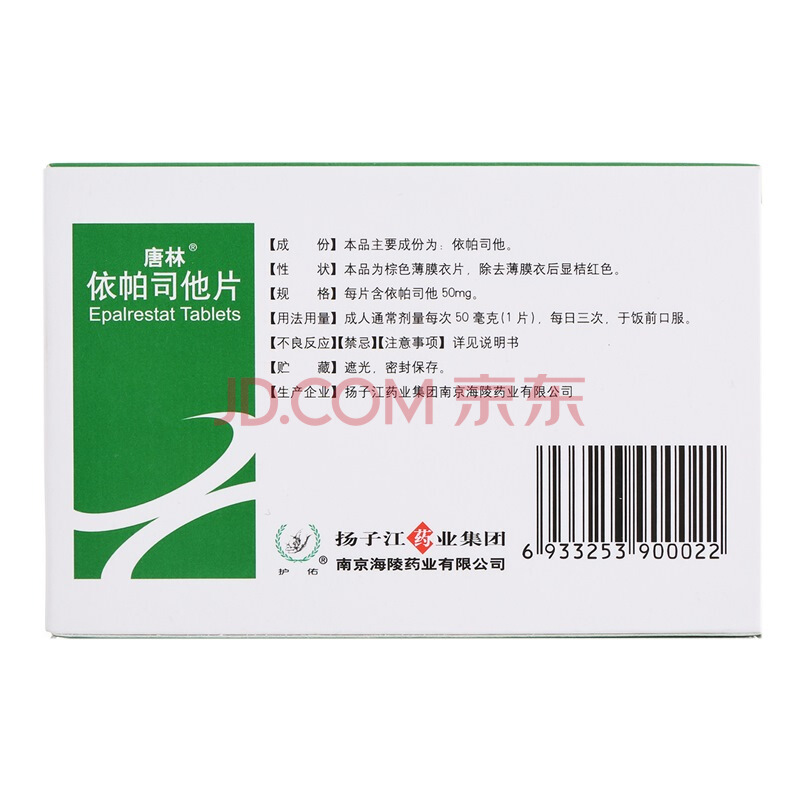 唐林®
依帕司他片
Epalrestat Tablets
【成　份】本品主要成份为：依帕司他。
【性　状】本品为棕色薄膜衣片，除去薄膜衣后显桔红色。
【规　格】每片含依帕司他50mg。
【用法用量】成人通常剂量每次50毫克(1片)，每日三次，于饭前口服。
【不良反应】【禁忌】【注意事项】详见说明书
【贮　藏】遮光，密封保存。
【生产企业】扬子江药业集团南京海陵药业有限公司
JD.COM 京东
护佑®
扬子江药业集团
南京海陵药业有限公司
6 933253 900022